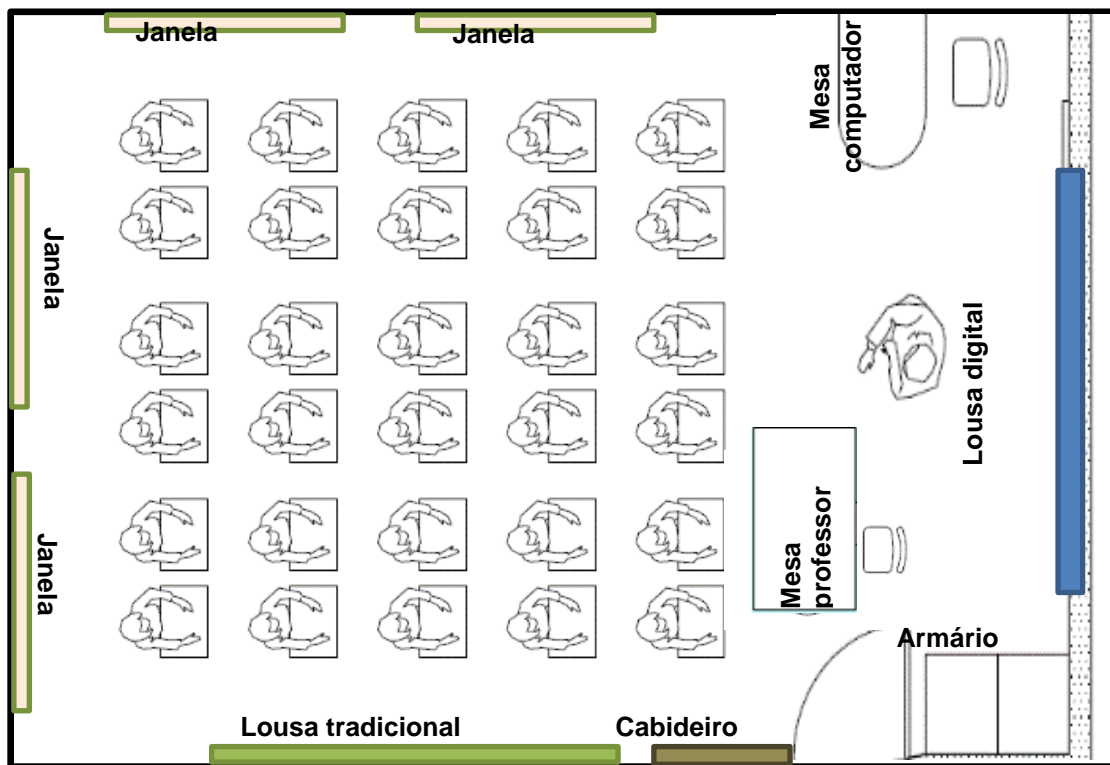 Janela
Janela
Mesa
computador
Janela
Lousa digital
Mesa
professor
Janela
Armário
Lousa tradicional
Cabideiro